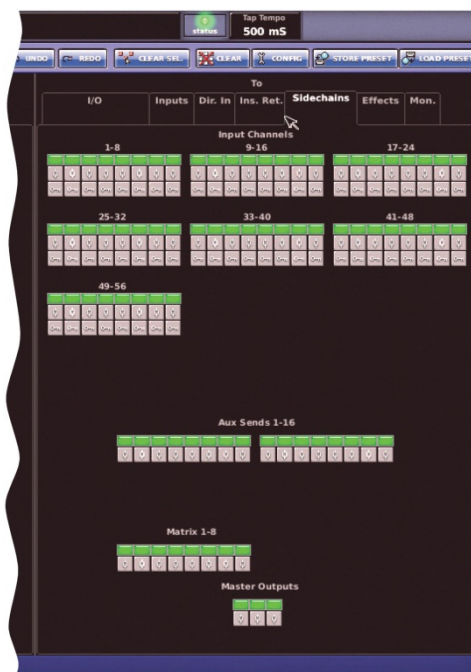 status
Tap Tempo
500 mS
UNDO
REDO
CLEAR SEL.
CLEAR
CONFIG
STORE PRESET
LOAD PRESET
To
I/O
Inputs
Dir. In
Ins. Ret.
Sidechains
Effects
Mon.
Input Channels
1-8
9-16
17-24
25-32
33-40
41-48
49-56
Aux Sends 1-16
Matrix 1-8
Master Outputs